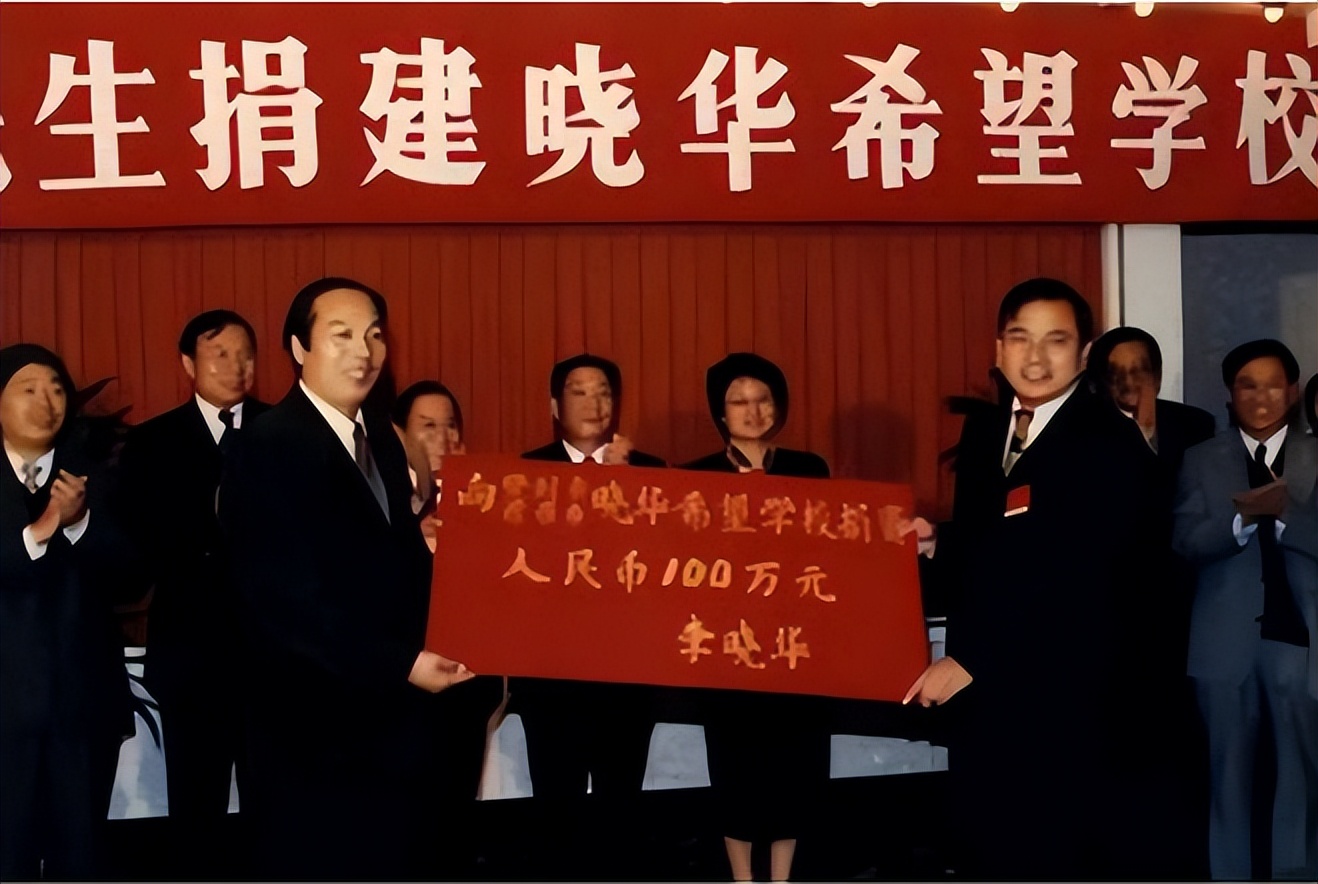 生捐建晓华希望学校
向晓华希望学校捐
人民币100万元
李晓华